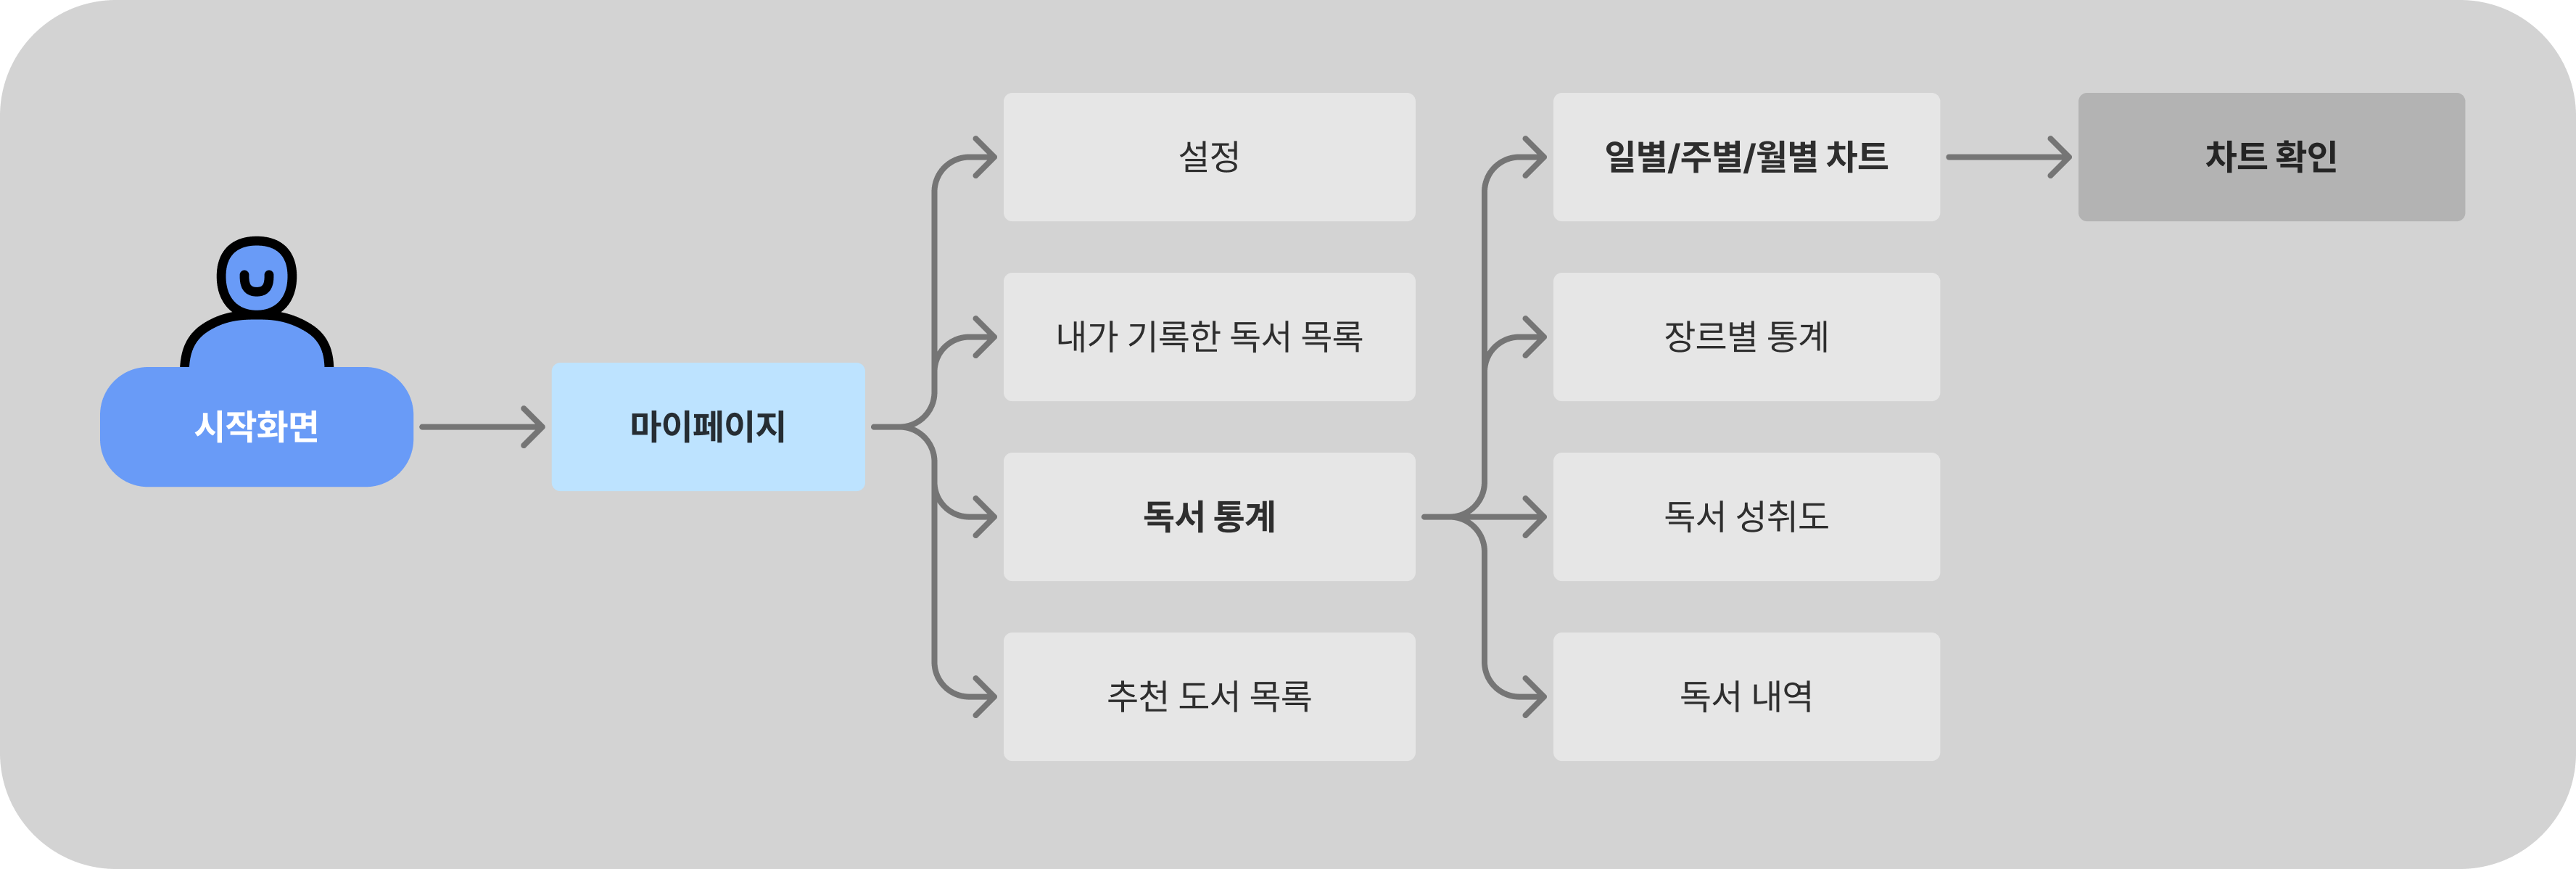 시작화면
마이페이지
설정
내가 기록한 독서 목록
독서 통계
추천 도서 목록
일별/주별/월별 차트
장르별 통계
독서 성취도
독서 내역
차트 확인